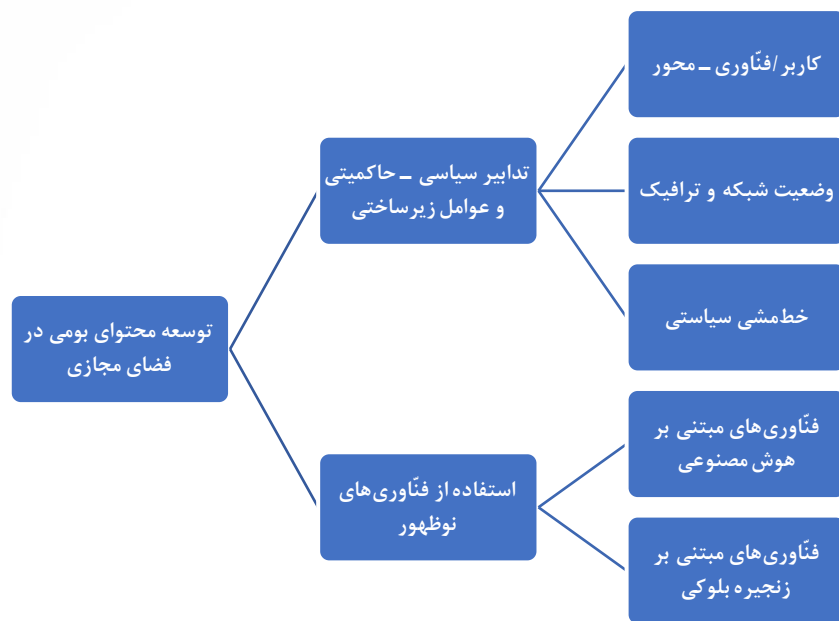 توسعه محتوای بومی در
فضای مجازی
تدابیر سیاسی ـ حاکمیتی
و عوامل زیرساختی
کاربر/فنّاوری ـ محور
وضعیت شبکه و ترافیک
خط‌مشی سیاستی
استفاده از فنّاوری‌های
نوظهور
فنّاوری‌های مبتنی بر
هوش مصنوعی
فنّاوری‌های مبتنی بر
زنجیره بلوکی